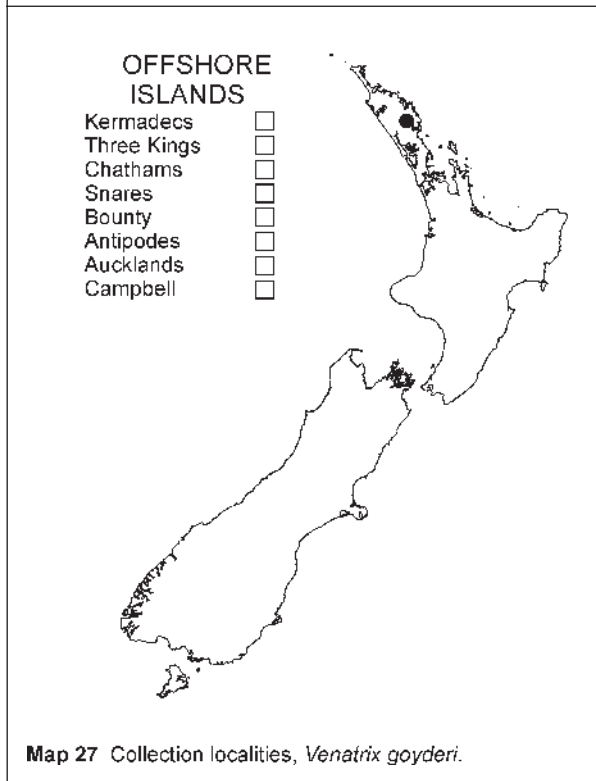 OFFSHORE
ISLANDS
Kermadecs
Three Kings
Chathams
Snares
Bounty
Antipodes
Aucklands
Campbell
Map 27 Collection localities, Venatrix goyderi.